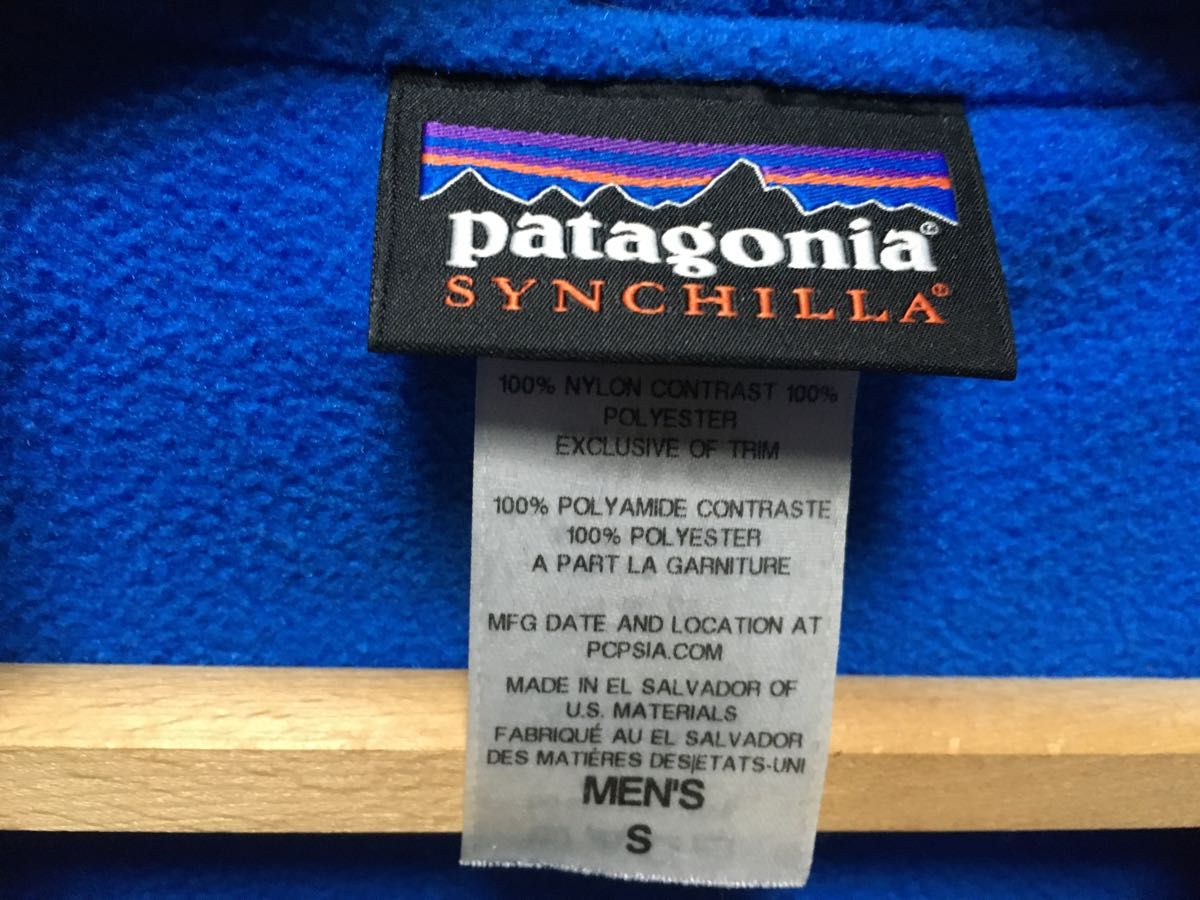 patagonia®
SYNCHILLA®
100% NYLON CONTRAST 100%
POLYESTER
EXCLUSIVE OF TRIM
100% POLYAMIDE CONTRASTE
100% POLYESTER
A PART LA GARNITURE
MFG DATE AND LOCATION AT
PCPSIA.COM
MADE IN EL SALVADOR OF
U.S. MATERIALS
FABRIQUÉ AU EL SALVADOR
DES MATIÈRES DES|ETATS-UNI
MEN'S
S